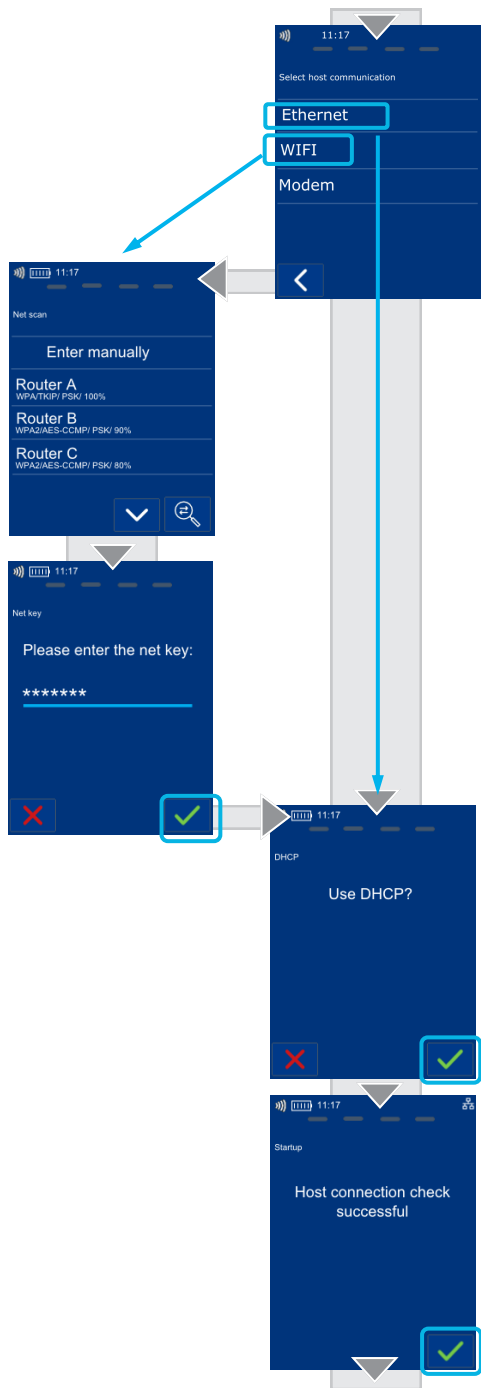 11:17
Select host communication
Ethernet
WIFI
Modem
11:17
Net scan
Enter manually
Router A
WPA/TKIP/ PSK/ 100%
Router B
WPA2/AES-CCMP/ PSK/ 90%
Router C
WPA2/AES-CCMP/ PSK/ 80%
11:17
Net key
Please enter the net key:
*******
11:17
DHCP
Use DHCP?
11:17
Startup
Host connection check
successful